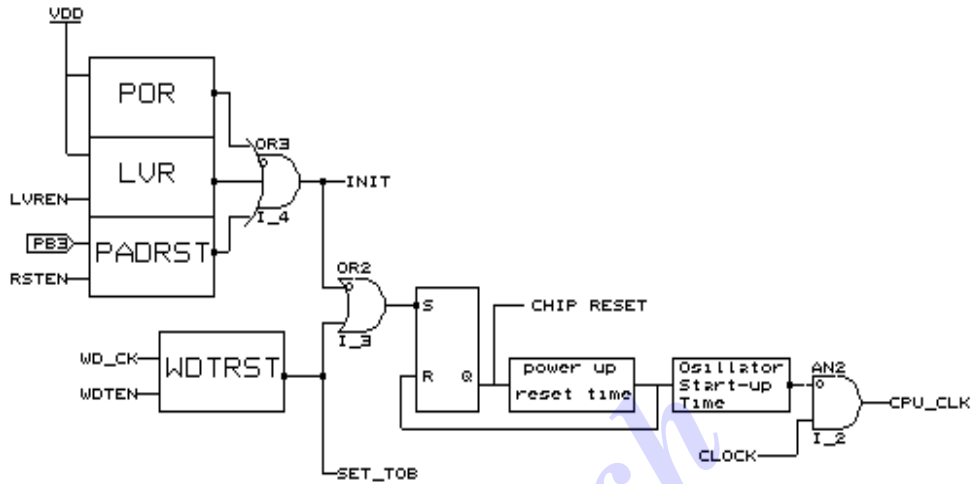 VDD
POR
OR3
LVR
INIT
LVREN
I_4
PB3
PADRST
RSTEN
OR2
S
CHIP RESET
I_3
WD_CK
WDTRST
WDTEN
R
Q
power up
reset time
Osillator
Start-up
Time
AN2
CPU_CLK
I_2
CLOCK
SET_TOB